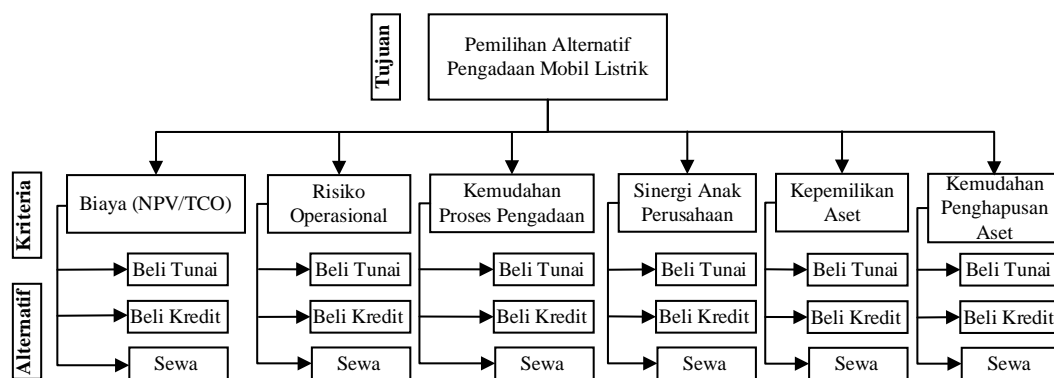 Tujuan
Pemilihan Alternatif
Pengadaan Mobil Listrik
Kriteria
Biaya (NPV/TCO)
Risiko
Operasional
Kemudahan
Proses Pengadaan
Sinergi Anak
Perusahaan
Kepemilikan
Aset
Kemudahan
Penghapusan
Aset
Alternatif
Beli Tunai
Beli Tunai
Beli Tunai
Beli Tunai
Beli Tunai
Beli Tunai
Beli Kredit
Beli Kredit
Beli Kredit
Beli Kredit
Beli Kredit
Beli Kredit
Sewa
Sewa
Sewa
Sewa
Sewa
Sewa